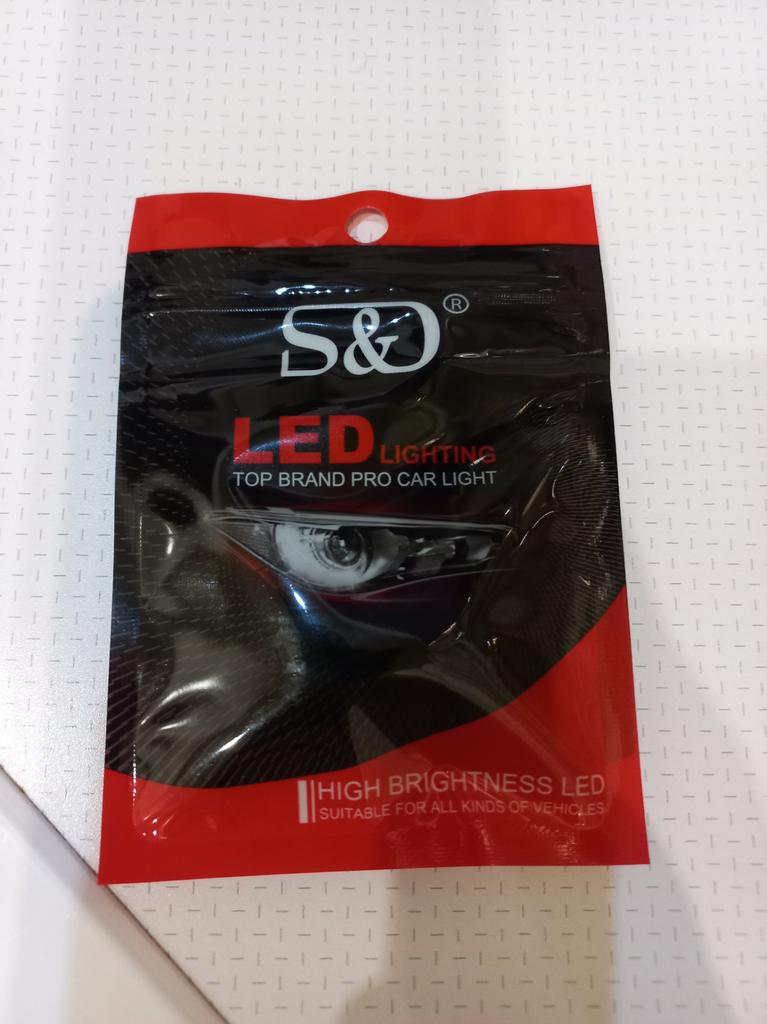 S&D ®
LED LIGHTING
TOP BRAND PRO CAR LIGHT
HIGH BRIGHTNESS LED
SUITABLE FOR ALL KINDS OF VEHICLES